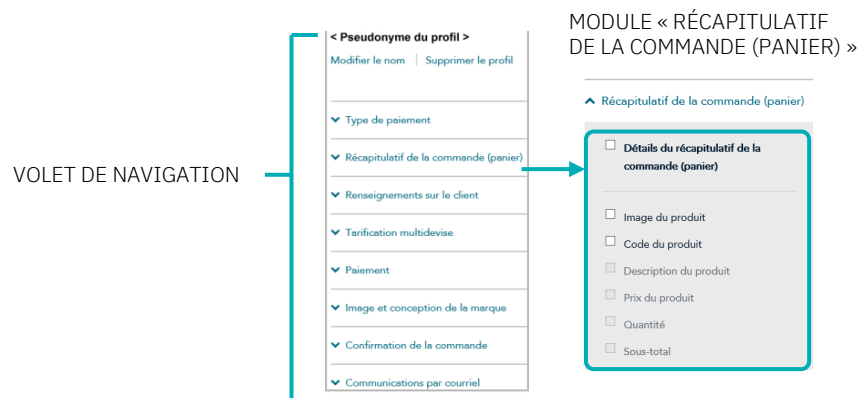 MODULE « RÉCAPITULATIF
DE LA COMMANDE (PANIER) »
VOLET DE NAVIGATION
< Pseudonyme du profil >
Modifier le nom | Supprimer le profil
Type de paiement
Récapitulatif de la commande (panier)
Renseignements sur le client
Tarification multidevise
Paiement
Image et conception de la marque
Confirmation de la commande
Communications par courriel
Récapitulatif de la commande (panier)
Détails du récapitulatif de la
commande (panier)
Image du produit
Code du produit
Description du produit
Prix du produit
Quantité
Sous-total